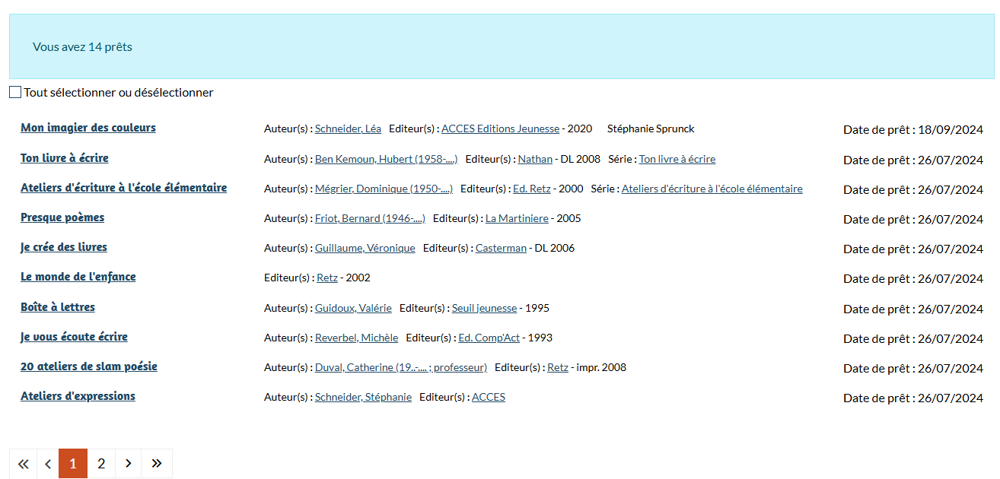 Vous avez 14 prêts
Tout sélectionner ou désélectionner
Mon imagier des couleurs Auteur(s) : Schneider, Léa Editeur(s) : ACCES Editions Jeunesse - 2020 Stéphanie Sprunck Date de prêt : 18/09/2024
Ton livre à écrire Auteur(s) : Ben Kemoun, Hubert (1958-....) Editeur(s) : Nathan - DL 2008 Série : Ton livre à écrire Date de prêt : 26/07/2024
Ateliers d'écriture à l'école élémentaire Auteur(s) : Mégrier, Dominique (1950-....) Editeur(s) : Ed. Retz - 2000 Série : Ateliers d'écriture à l'école élémentaire Date de prêt : 26/07/2024
Presque poèmes Auteur(s) : Friot, Bernard (1946-....) Editeur(s) : La Martiniere - 2005 Date de prêt : 26/07/2024
Je crée des livres Auteur(s) : Guillaume, Véronique Editeur(s) : Casterman - DL 2006 Date de prêt : 26/07/2024
Le monde de l'enfance Editeur(s) : Retz - 2002 Date de prêt : 26/07/2024
Boîte à lettres Auteur(s) : Guidoux, Valérie Editeur(s) : Seuil jeunesse - 1995 Date de prêt : 26/07/2024
Je vous écoute écrire Auteur(s) : Reverbel, Michèle Editeur(s) : Ed. Comp'Act - 1993 Date de prêt : 26/07/2024
20 ateliers de slam poésie Auteur(s) : Duval, Catherine (19..-.... ; professeur) Editeur(s) : Retz - impr. 2008 Date de prêt : 26/07/2024
Ateliers d'expressions Auteur(s) : Schneider, Stéphanie Editeur(s) : ACCES Date de prêt : 26/07/2024
« ‹ 1 2 › »